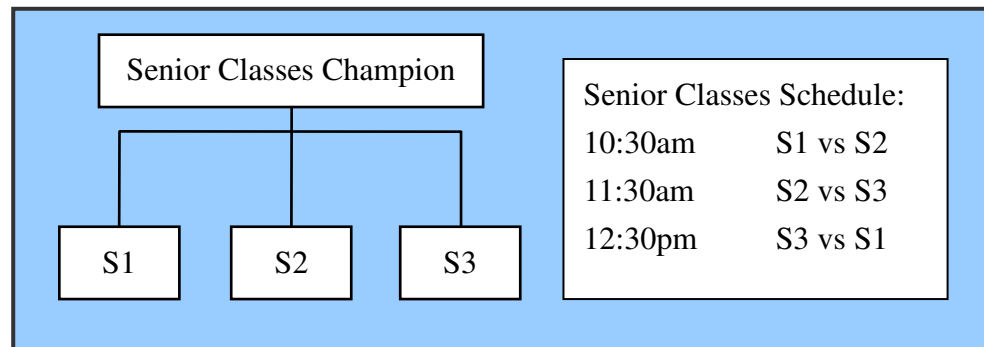 Senior Classes Champion
S1
S2
S3
Senior Classes Schedule:
10:30am S1 vs S2
11:30am S2 vs S3
12:30pm S3 vs S1